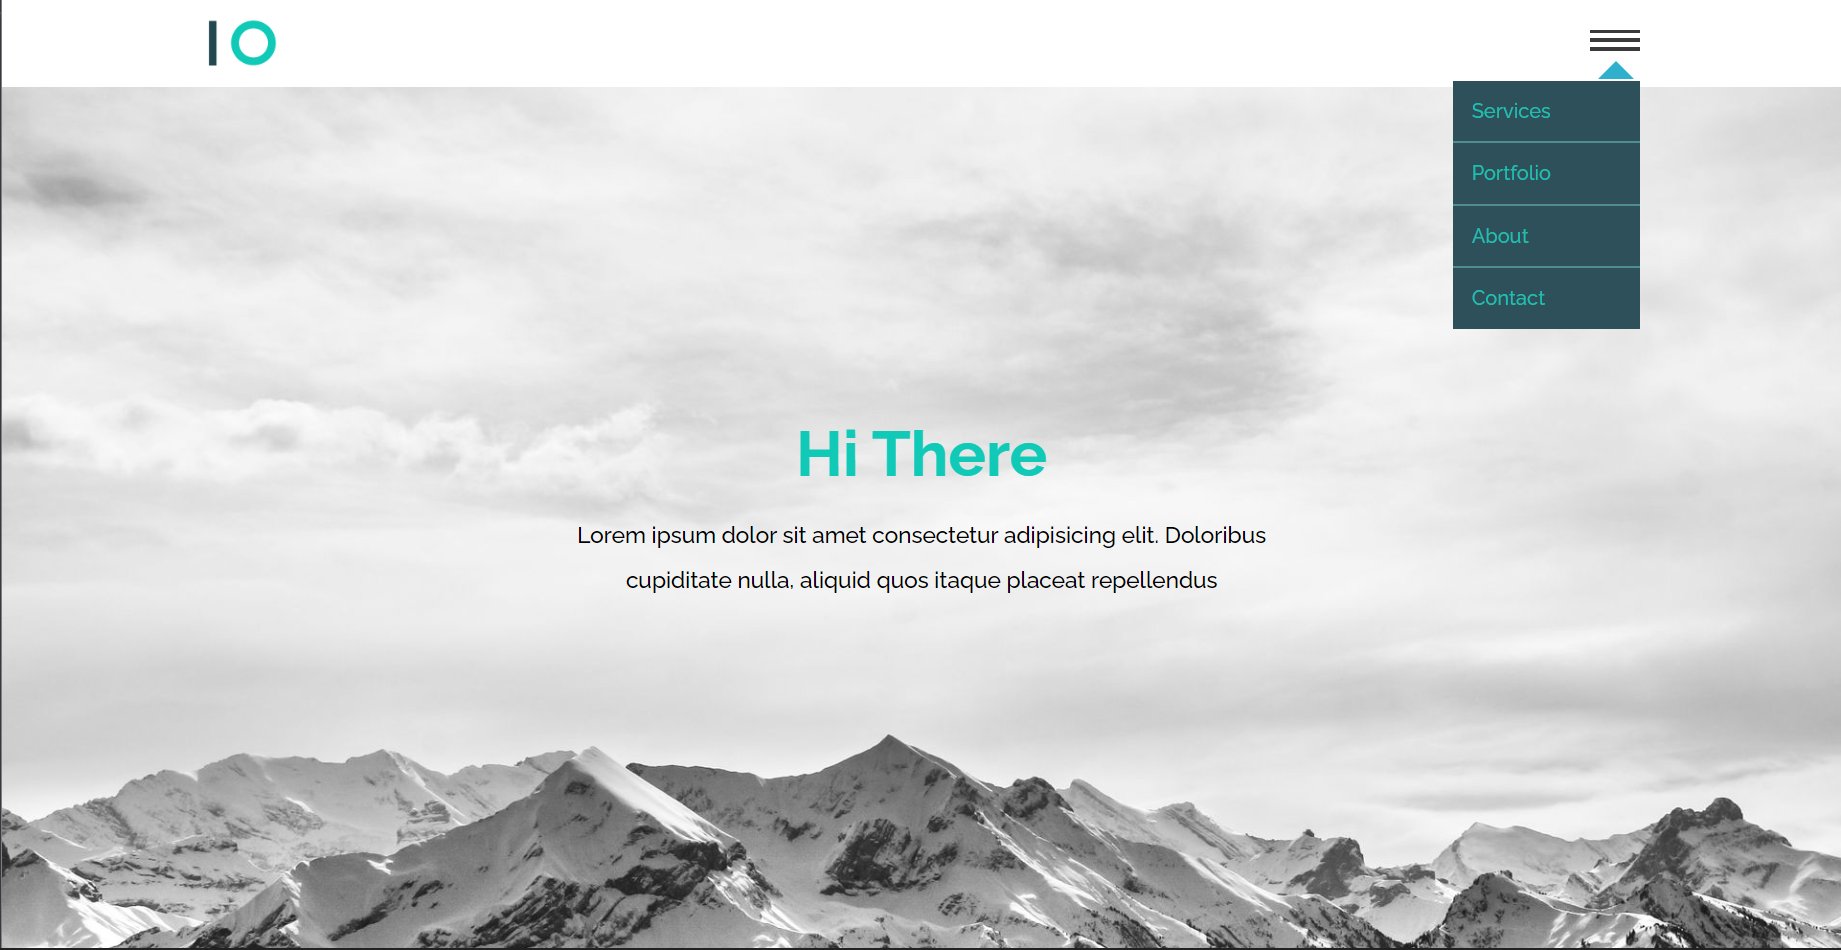 IO
Services
Portfolio
About
Contact
Hi There
Lorem ipsum dolor sit amet consectetur adipisicing elit. Doloribus
cupiditate nulla, aliquid quos itaque placeat repellendus